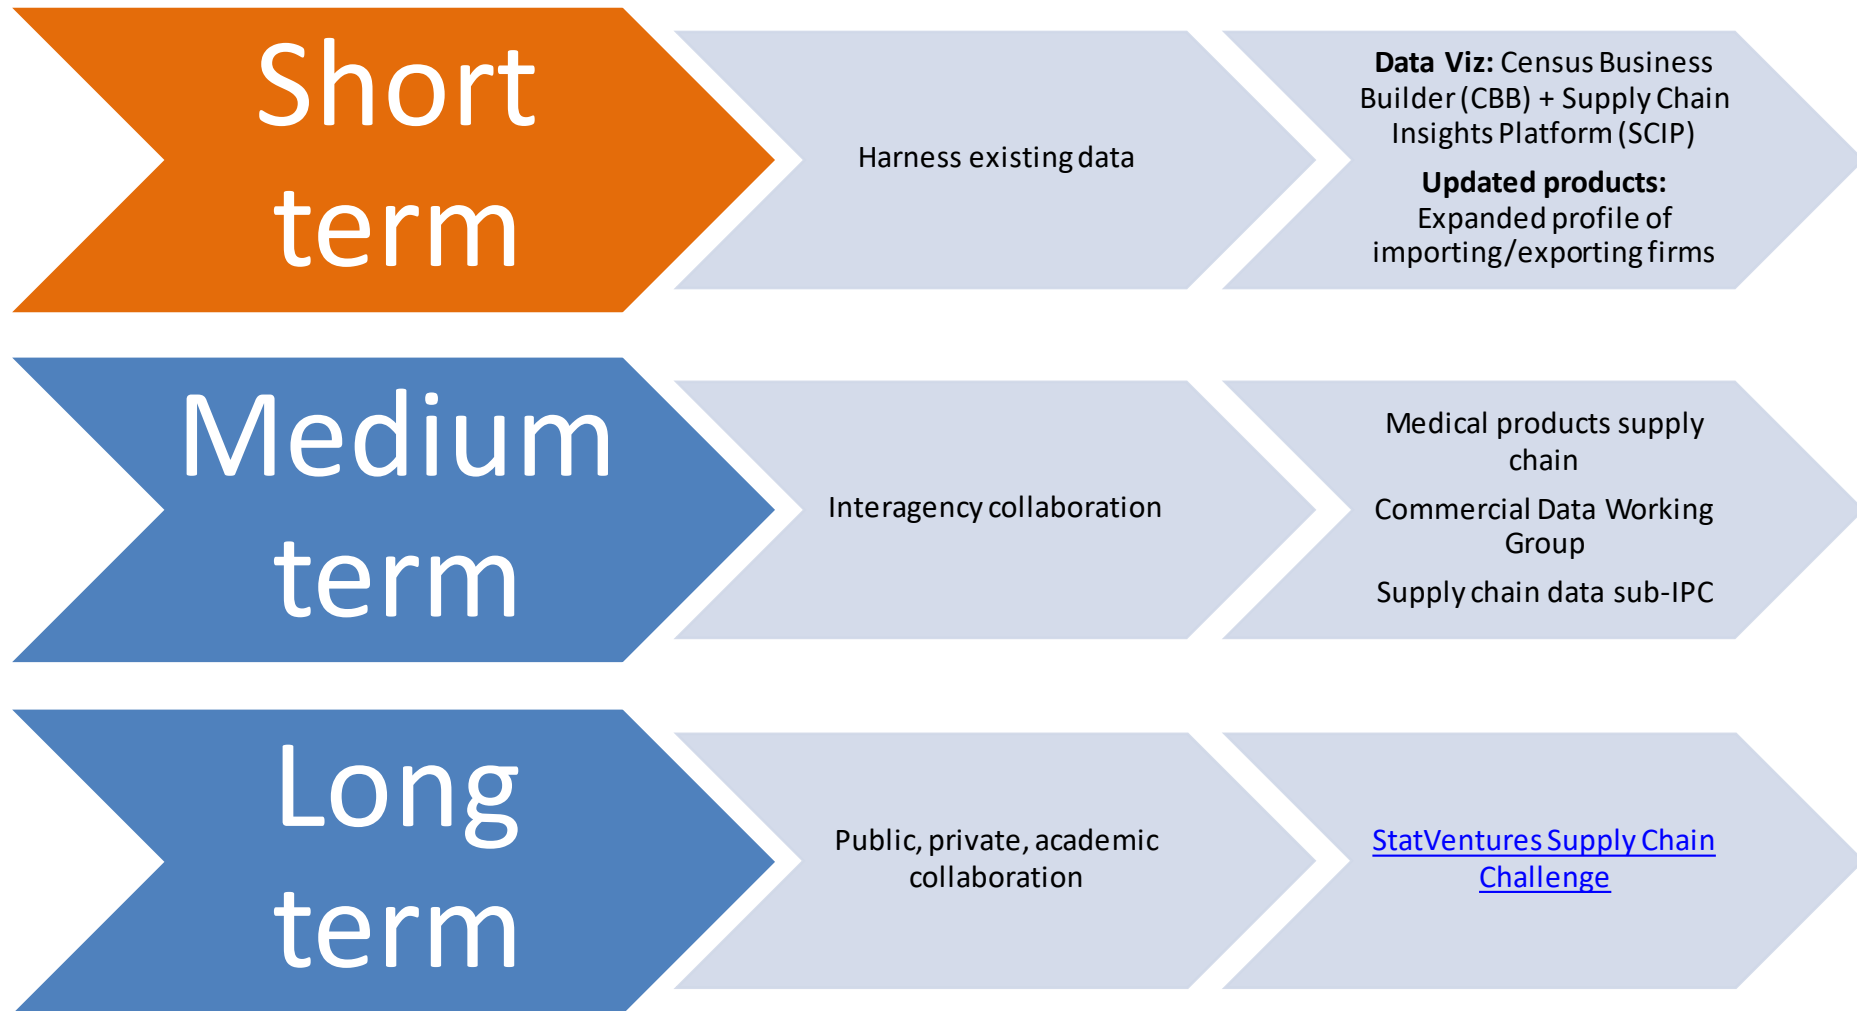 Short
term
Harness existing data
Data Viz: Census Business
Builder (CBB) + Supply Chain
Insights Platform (SCIP)
Updated products:
Expanded profile of
importing/exporting firms
Medium
term
Interagency collaboration
Medical products supply
chain
Commercial Data Working
Group
Supply chain data sub-IPC
Long
term
Public, private, academic
collaboration
StatVentures Supply Chain
Challenge